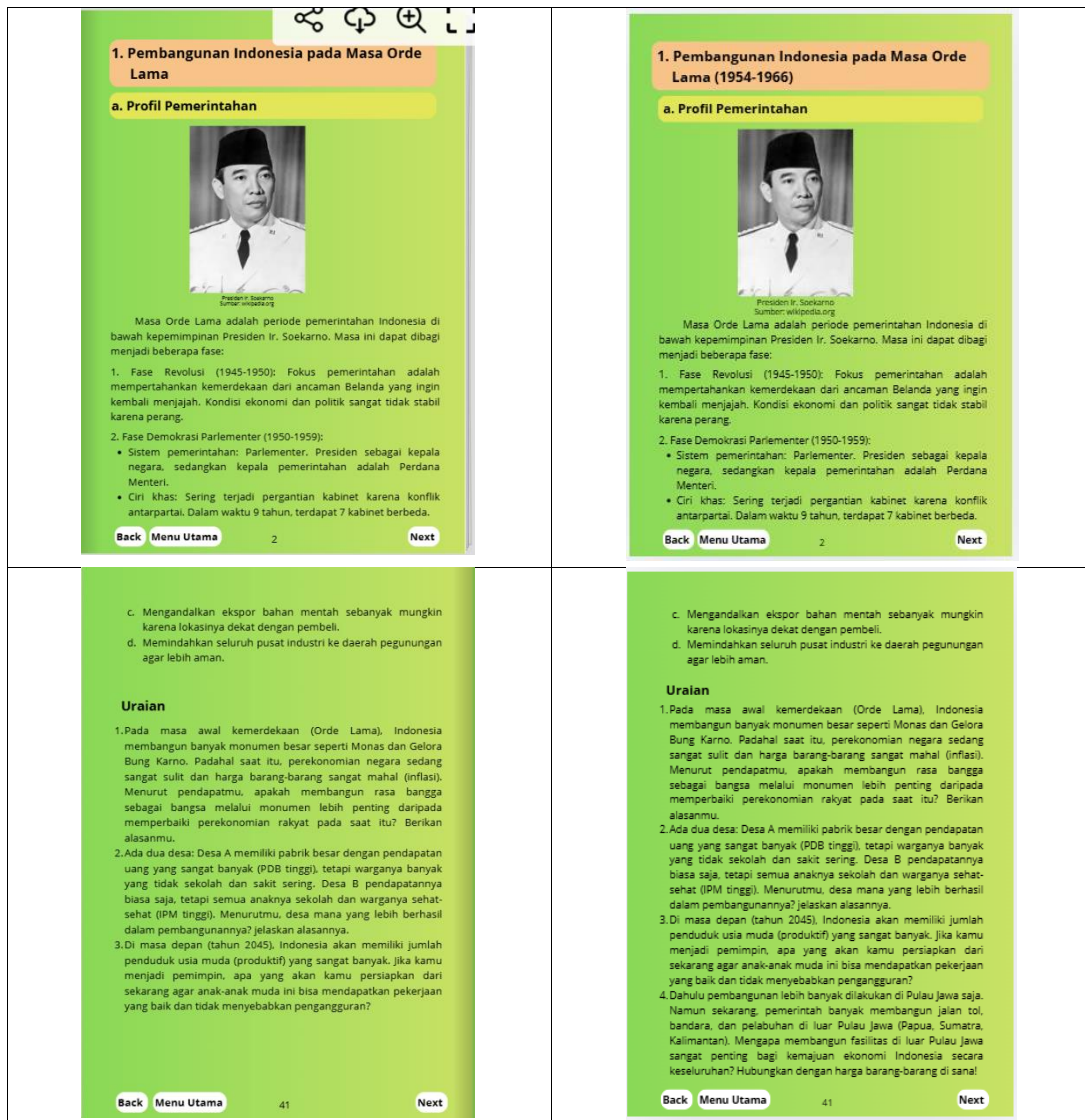 1. Pembangunan Indonesia pada Masa Orde
Lama
a. Profil Pemerintahan
Presiden Ir. Soekarno
Sumber: wikipedia.org
Masa Orde Lama adalah periode pemerintahan Indonesia di
bawah kepemimpinan Presiden Ir. Soekarno. Masa ini dapat dibagi
menjadi beberapa fase:
1. Fase Revolusi (1945-1950): Fokus pemerintahan adalah
mempertahankan kemerdekaan dari ancaman Belanda yang ingin
kembali menjajah. Kondisi ekonomi dan politik sangat tidak stabil
karena perang.
2. Fase Demokrasi Parlementer (1950-1959):
• Sistem pemerintahan: Parlementer. Presiden sebagai kepala
negara, sedangkan kepala pemerintahan adalah Perdana
Menteri.
• Ciri khas: Sering terjadi pergantian kabinet karena konflik
antarpartai. Dalam waktu 9 tahun, terdapat 7 kabinet berbeda.
Back Menu Utama 2 Next
1. Pembangunan Indonesia pada Masa Orde
Lama (1954-1966)
a. Profil Pemerintahan
Presiden Ir. Soekarno
Sumber: wikipedia.org
Masa Orde Lama adalah periode pemerintahan Indonesia di
bawah kepemimpinan Presiden Ir. Soekarno. Masa ini dapat dibagi
menjadi beberapa fase:
1. Fase Revolusi (1945-1950): Fokus pemerintahan adalah
mempertahankan kemerdekaan dari ancaman Belanda yang ingin
kembali menjajah. Kondisi ekonomi dan politik sangat tidak stabil
karena perang.
2. Fase Demokrasi Parlementer (1950-1959):
• Sistem pemerintahan: Parlementer. Presiden sebagai kepala
negara, sedangkan kepala pemerintahan adalah Perdana
Menteri.
• Ciri khas: Sering terjadi pergantian kabinet karena konflik
antarpartai. Dalam waktu 9 tahun, terdapat 7 kabinet berbeda.
Back Menu Utama 2 Next
c. Mengandalkan ekspor bahan mentah sebanyak mungkin
karena lokasinya dekat dengan pembeli.
d. Memindahkan seluruh pusat industri ke daerah pegunungan
agar lebih aman.
Uraian
1. Pada masa awal kemerdekaan (Orde Lama), Indonesia
membangun banyak monumen besar seperti Monas dan Gelora
Bung Karno. Padahal saat itu, perekonomian negara sedang
sangat sulit dan harga barang-barang sangat mahal (inflasi).
Menurut pendapatmu, apakah membangun rasa bangga
sebagai bangsa melalui monumen lebih penting daripada
memperbaiki perekonomian rakyat pada saat itu? Berikan
alasanmu.
2. Ada dua desa: Desa A memiliki pabrik besar dengan pendapatan
uang yang sangat banyak (PDB tinggi), tetapi warganya banyak
yang tidak sekolah dan sakit sering. Desa B pendapatannya
biasa saja, tetapi semua anaknya sekolah dan warganya sehat-
sehat (IPM tinggi). Menurutmu, desa mana yang lebih berhasil
dalam pembangunannya? jelaskan alasannya.
3. Di masa depan (tahun 2045), Indonesia akan memiliki jumlah
penduduk usia muda (produktif) yang sangat banyak. Jika kamu
menjadi pemimpin, apa yang akan kamu persiapkan dari
sekarang agar anak-anak muda ini bisa mendapatkan pekerjaan
yang baik dan tidak menyebabkan pengangguran?
Back Menu Utama 41 Next
c. Mengandalkan ekspor bahan mentah sebanyak mungkin
karena lokasinya dekat dengan pembeli.
d. Memindahkan seluruh pusat industri ke daerah pegunungan
agar lebih aman.
Uraian
1. Pada masa awal kemerdekaan (Orde Lama), Indonesia
membangun banyak monumen besar seperti Monas dan Gelora
Bung Karno. Padahal saat itu, perekonomian negara sedang
sangat sulit dan harga barang-barang sangat mahal (inflasi).
Menurut pendapatmu, apakah membangun rasa bangga
sebagai bangsa melalui monumen lebih penting daripada
memperbaiki perekonomian rakyat pada saat itu? Berikan
alasanmu.
2. Ada dua desa: Desa A memiliki pabrik besar dengan pendapatan
uang yang sangat banyak (PDB tinggi), tetapi warganya banyak
yang tidak sekolah dan sakit sering. Desa B pendapatannya
biasa saja, tetapi semua anaknya sekolah dan warganya sehat-
sehat (IPM tinggi). Menurutmu, desa mana yang lebih berhasil
dalam pembangunannya? jelaskan alasannya.
3. Di masa depan (tahun 2045), Indonesia akan memiliki jumlah
penduduk usia muda (produktif) yang sangat banyak. Jika kamu
menjadi pemimpin, apa yang akan kamu persiapkan dari
sekarang agar anak-anak muda ini bisa mendapatkan pekerjaan
yang baik dan tidak menyebabkan pengangguran?
4. Dahulu pembangunan lebih banyak dilakukan di Pulau Jawa saja.
Namun sekarang, pemerintah banyak membangun jalan tol,
bandara, dan pelabuhan di luar Pulau Jawa (Papua, Sumatra,
Kalimantan). Mengapa membangun fasilitas di luar Pulau Jawa
sangat penting bagi kemajuan ekonomi Indonesia secara
keseluruhan? Hubungkan dengan harga barang-barang di sana!
Back Menu Utama 41 Next